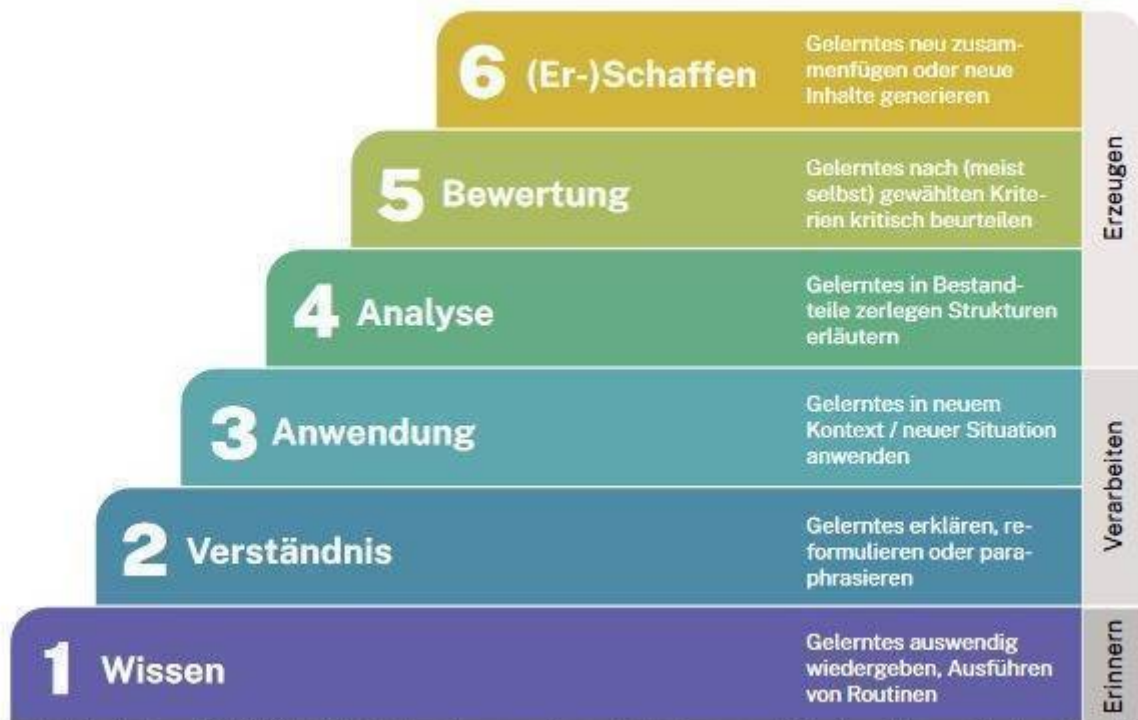 6 (Er-)Schaffen
Gelerntes neu zusam-
menfügen oder neue
Inhalte generieren
5 Bewertung
Gelerntes nach (meist
selbst) gewählten Krite-
rien kritisch beurteilen
4 Analyse
Gelerntes in Bestand-
teile zerlegen Strukturen
erläutern
Erzeugen
3 Anwendung
Gelerntes in neuem
Kontext / neuer Situation
anwenden
2 Verständnis
Gelerntes erklären, re-
formulieren oder para-
phrasieren
Verarbeiten
1 Wissen
Gelerntes auswendig
wiedergeben, Ausführen
von Routinen
Erinnern